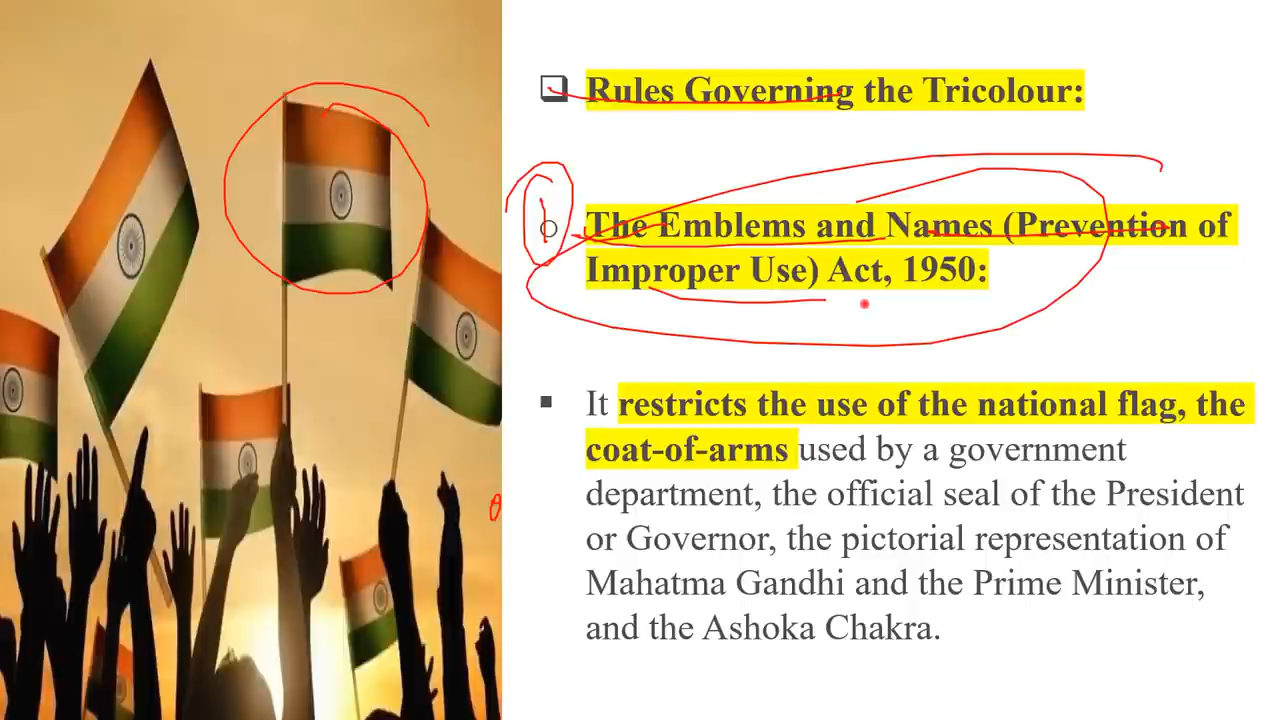 Rules Governing the Tricolour:
The Emblems and Names (Prevention of
Improper Use) Act, 1950:
It restricts the use of the national flag, the
coat-of-arms used by a government
department, the official seal of the President
or Governor, the pictorial representation of
Mahatma Gandhi and the Prime Minister,
and the Ashoka Chakra.